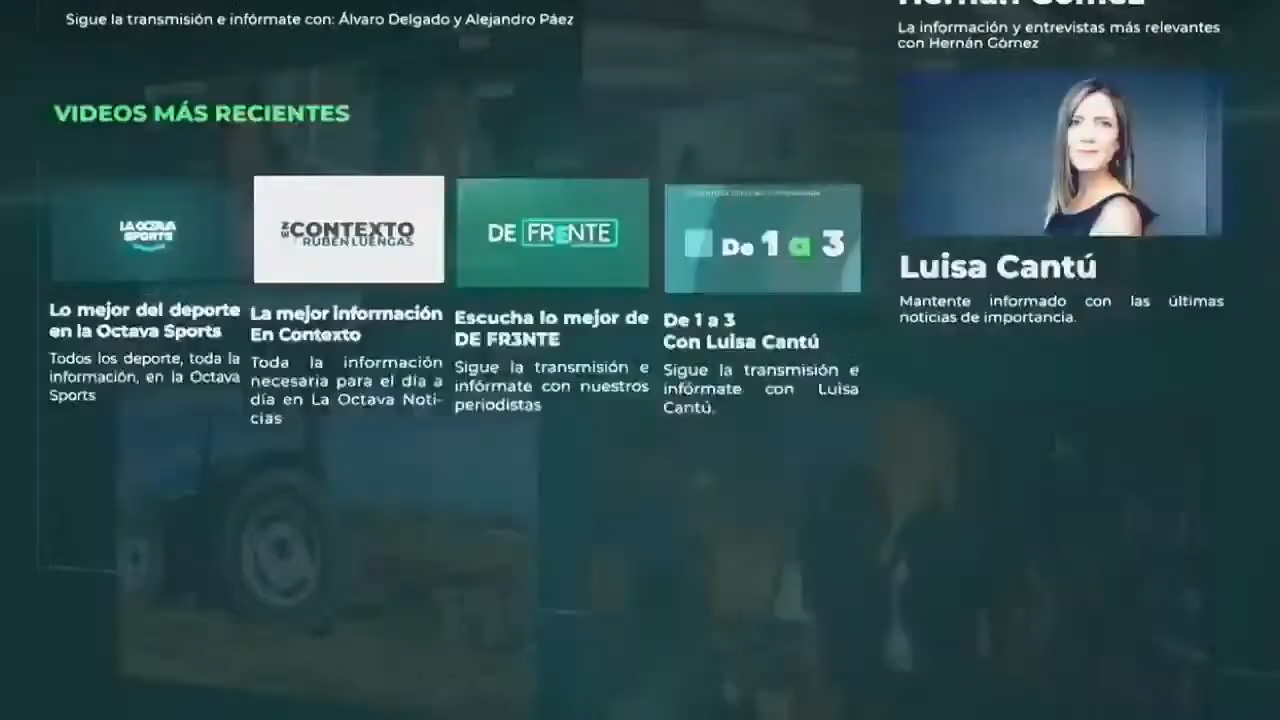 Sigue la transmisión e infórmate con: Álvaro Delgado y Alejandro Páez
VIDEOS MÁS RECIENTES
LA OCTAVA
SPORTS
Lo mejor del deporte
en la Octava Sports
Todos los deporte, toda la
información, en la Octava
Sports
EN CONTEXTO
RUBÉN LUENGAS
La mejor información
En Contexto
Toda la información
necesaria para el día a
día en La Octava Noti-
cias
DE FRENTE
Escucha lo mejor de
DE FR3NTE
Sigue la transmisión e
infórmate con nuestros
periodistas
De 1 a 3
De 1 a 3
Con Luisa Cantú
Sigue la transmisión e
infórmate con Luisa
Cantú.
Hernán Gómez
La información y entrevistas más relevantes
con Hernán Gómez
Luisa Cantú
Mantente informado con las últimas
noticias de importancia.